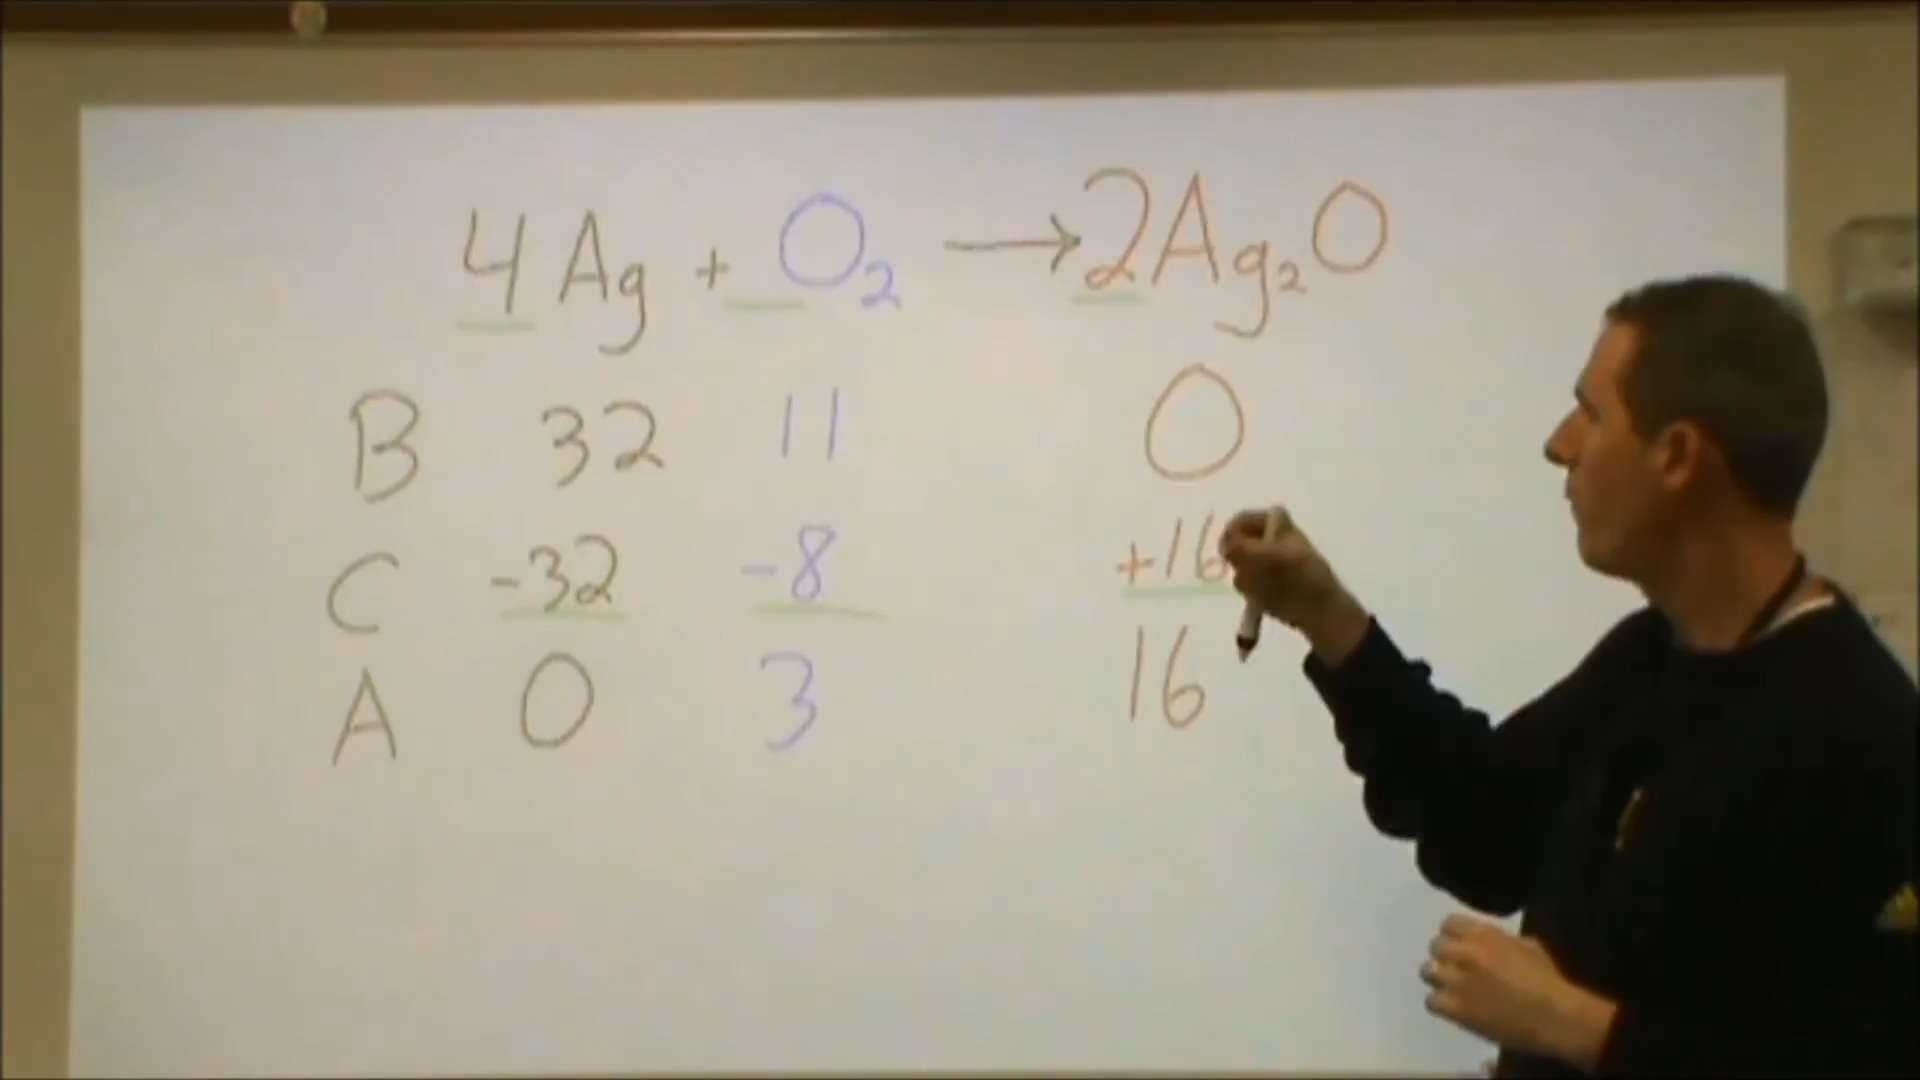 4 Ag + O₂ → 2Ag₂O
B 32 11 0
C -32 -8 +16
A 0 3 16